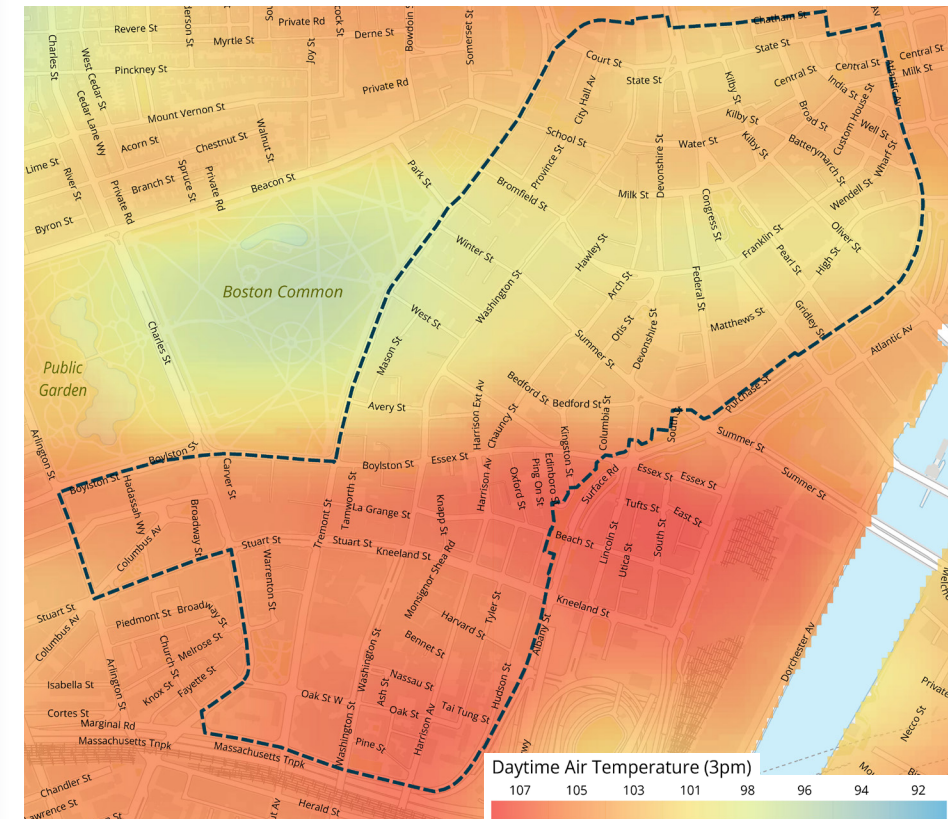 Private Rd
Revere St
Myrtle St
Derne St
Joy St
Bowdoin
Somerset St
Charles St
West Cedar St
Pinckney St
Private Rd
Cedar Lane Wy
Mount Vernon St
Acorn St
Chestnut St
Walnut St
Lime St
River St
Branch St
Spruce St
Private Rd
Private Rd
Beacon St
Park St
Byron St
Chatham St
Court St
State St
State St
City Hall Av
Kilby St
Central St
Central St
Central St
Milk St
India St
Atlantic Av
Broad St
Custom House St
Well St
Wharf St
Kilby St
Kilby St
Water St
Batterymarch St
School St
Province St
Devonshire St
Bromfield St
Milk St
Congress St
Wendell St
Oliver St
Franklin St
Pearl St
High St
Winter St
Washington St
Hawley St
Arch St
Federal St
Boston Common
West St
Mason St
Otis St
Devonshire St
Summer St
Matthews St
Gridley St
Atlantic Av
Charles St
Public
Garden
Avery St
Harrison Ext Av
Chauncy St
Bedford St
Bedford St
Columbia St
Purchase St
South St
Summer St
Summer St
Arlington St
Boylston St
Boylston St
Boylston St
Carver St
Essex St
Kingston St
Edinboro St
Ping On St
Oxford St
Harrison Av
Surface Rd
Essex St
Essex St
Hadassah Wy
Columbus Av
Broadway St
Tremont St
Tamworth St
La Grange St
Knapp St
Tufts St
East St
Stuart St
Stuart St
Kneeland St
Beach St
Lincoln St
Utica St
South St
Warrenton St
Monsignor Shea Rd
Kneeland St
Stuart St
Columbus Av
Piedmont St
Church St
Melrose St
Harvard St
Tyler St
Albany St
Bennet St
Washington St
Arlington St
Isabella St
Knox St
Fayette St
Nassau St
Ash St
Hudson St
Dorchester Av
Oak St W
Oak St
Harrison Av
Tai Tung St
Private
Necco St
Cortes St
Marginal Rd
Massachusetts Tnpk
Massachusetts Tnpk
Washington St
Pine St
Chandler St
Herald St
Daytime Air Temperature (3pm)
107 105 103 101 98 96 94 92